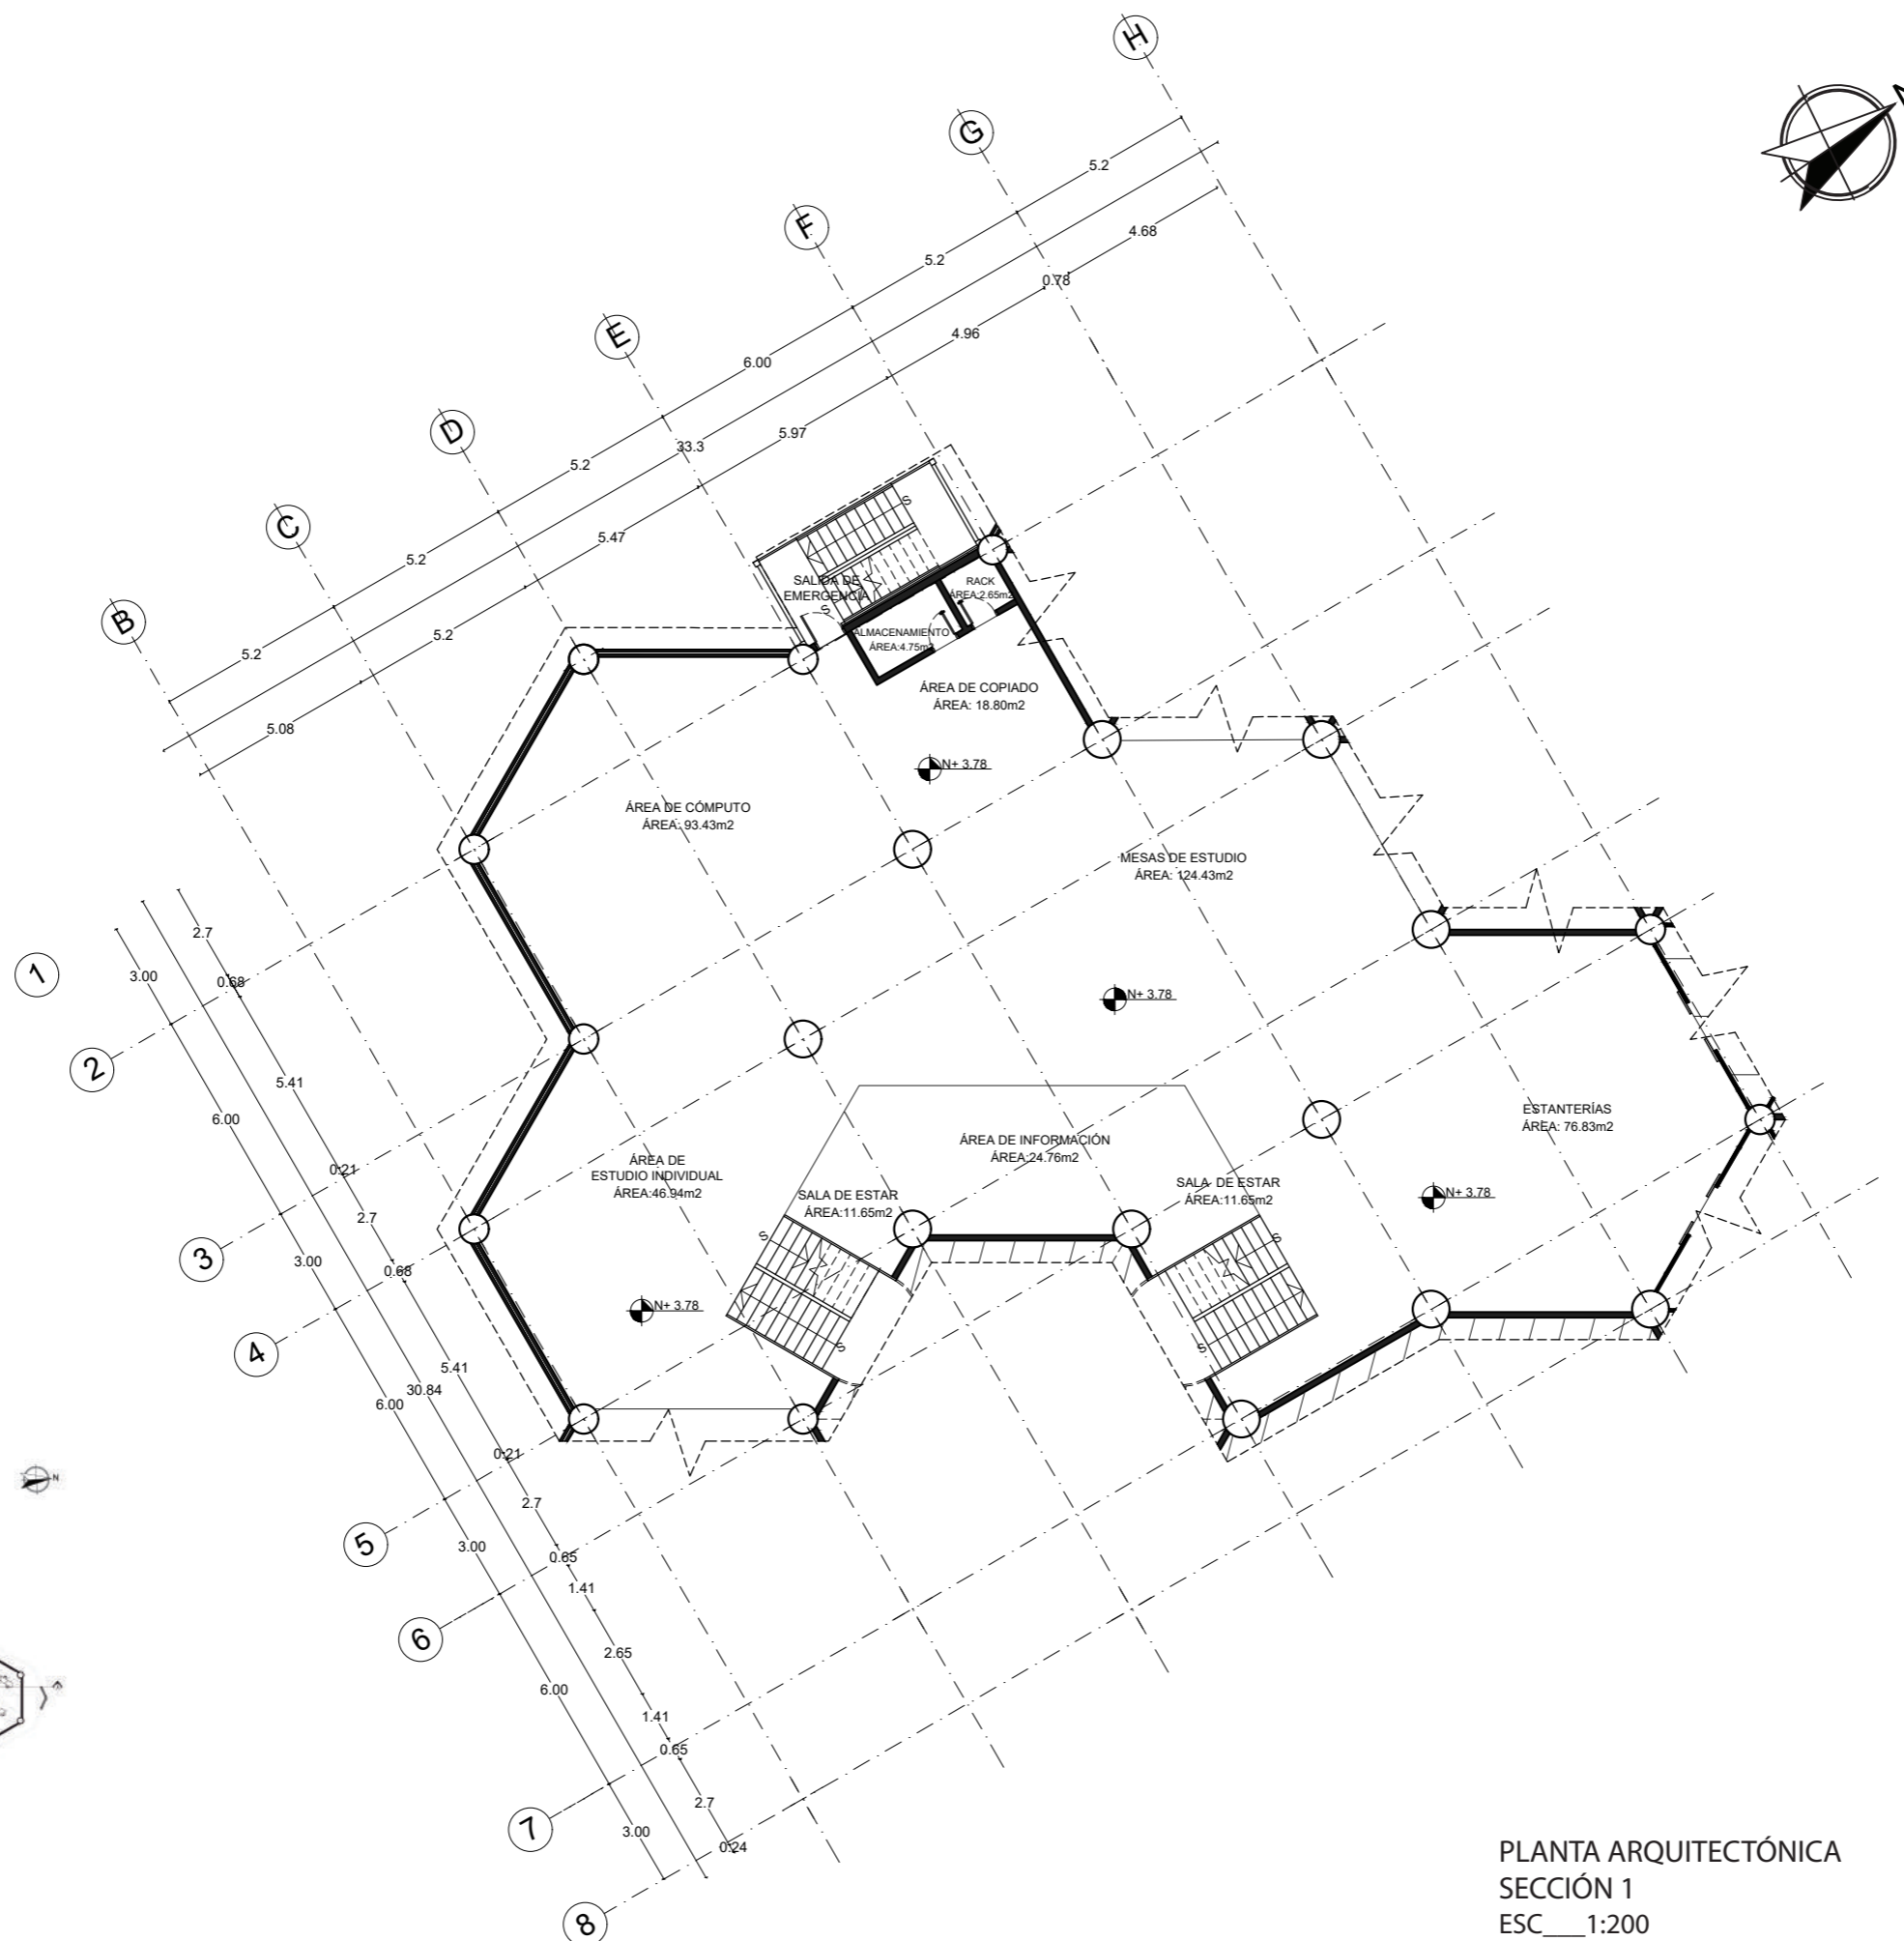 H
G
F
E
D
C
B
N
5.2
5.2
6.00
5.2
5.2
5.2
33.3
4.68
0.78
4.96
5.97
5.47
5.2
5.08
SALIDA DE
EMERGENCIA
S
S
RACK
ÁREA:2.65m2
ALMACENAMIENTO
ÁREA:4.75m2
ÁREA DE COPIADO
ÁREA: 18.80m2
N+ 3.78
ÁREA DE CÓMPUTO
ÁREA: 93.43m2
MESAS DE ESTUDIO
ÁREA: 124.43m2
N+ 3.78
ESTANTERÍAS
ÁREA: 76.83m2
N+ 3.78
ÁREA DE INFORMACIÓN
ÁREA:24.76m2
ÁREA DE
ESTUDIO INDIVIDUAL
ÁREA:46.94m2
SALA DE ESTAR
ÁREA:11.65m2
S
S
SALA DE ESTAR
ÁREA:11.65m2
S
S
N+ 3.78
1
2
3
4
5
6
7
8
3.00
6.00
3.00
6.00
3.00
6.00
3.00
30.84
2.7
0.68
5.41
0.21
2.7
0.68
5.41
0.21
2.7
0.65
1.41
2.65
1.41
0.65
2.7
0.24
N
PLANTA ARQUITECTÓNICA
SECCIÓN 1
ESC___1:200